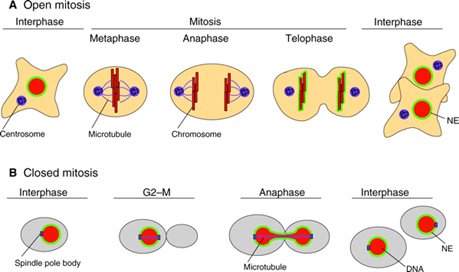 A Open mitosis
Interphase Mitosis Interphase
Metaphase Anaphase Telophase
Centrosome Microtubule Chromosome NE
B Closed mitosis
Interphase G2–M Anaphase Interphase
Spindle pole body Microtubule DNA NE